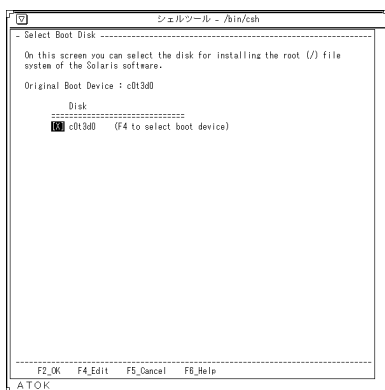 シェルツール - /bin/csh
- Select Boot Disk ---------------------------------------------------------------
On this screen you can select the disk for installing the root (/) file
system of the Solaris software.
Original Boot Device : c0t3d0
Disk
==============================
[X] c0t3d0 (F4 to select boot device)
--------------------------------------------------------------------------------
F2_OK F4_Edit F5_Cancel F6_Help
ATOK